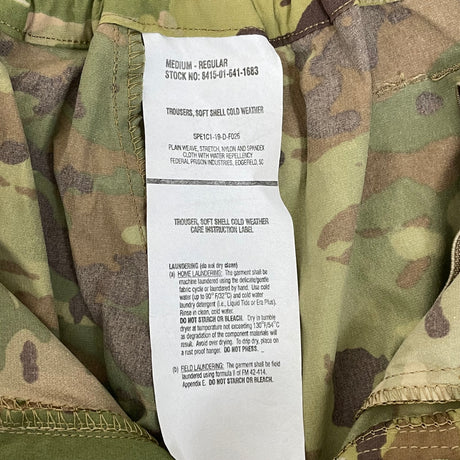 MEDIUM - REGULAR
STOCK NO: 8415-01-641-1683
TROUSERS, SOFT SHELL COLD WEATHER
SPE1C1-19-D-F026
PLAIN WEAVE, STRETCH, NYLON AND SPANDEX
CLOTH WITH WATER REPELLENCY
FEDERAL PRISON INDUSTRIES, EDGEFIELD, SC
TROUSER, SOFT SHELL COLD WEATHER
CARE INSTRUCTION LABEL
LAUNDERING (do not dry clean)
(a) HOME LAUNDERING: The garment shall be
machine laundered using the delicate/gentle
fabric cycle or laundered by hand. Use cold
water (up to 90°F/32°C) and cold water
laundry detergent (i.e., Liquid Tide or Era Plus).
Rinse in clean, cold water.
DO NOT STARCH OR BLEACH. Dry in tumble
dryer at temperature not exceeding 130°F/54°C
as degradation of the component materials will
result. Avoid over drying. To drip dry, place on
a rust proof hanger. DO NOT PRESS.
(b) FIELD LAUNDERING: The garment shall be field
laundered using formula II of FM 42-414,
Appendix E. DO NOT STARCH OR BLEACH.